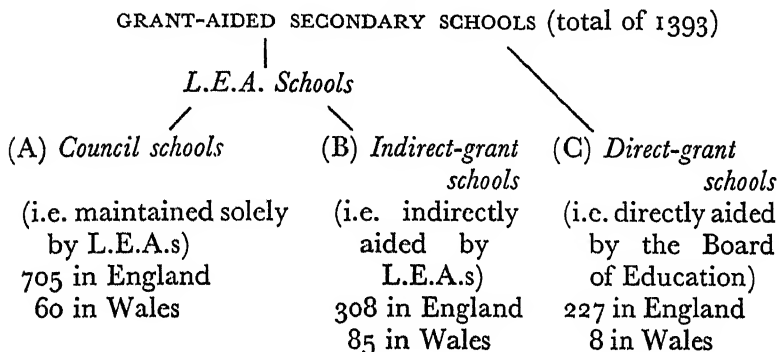 GRANT-AIDED SECONDARY SCHOOLS (total of 1393)
L.E.A. Schools
(A) Council schools
(i.e. maintained solely
by L.E.A.s)
705 in England
60 in Wales
(B) Indirect-grant
schools
(i.e. indirectly
aided by
L.E.A.s)
308 in England
85 in Wales
(C) Direct-grant
schools
(i.e. directly aided
by the Board
of Education)
227 in England
8 in Wales